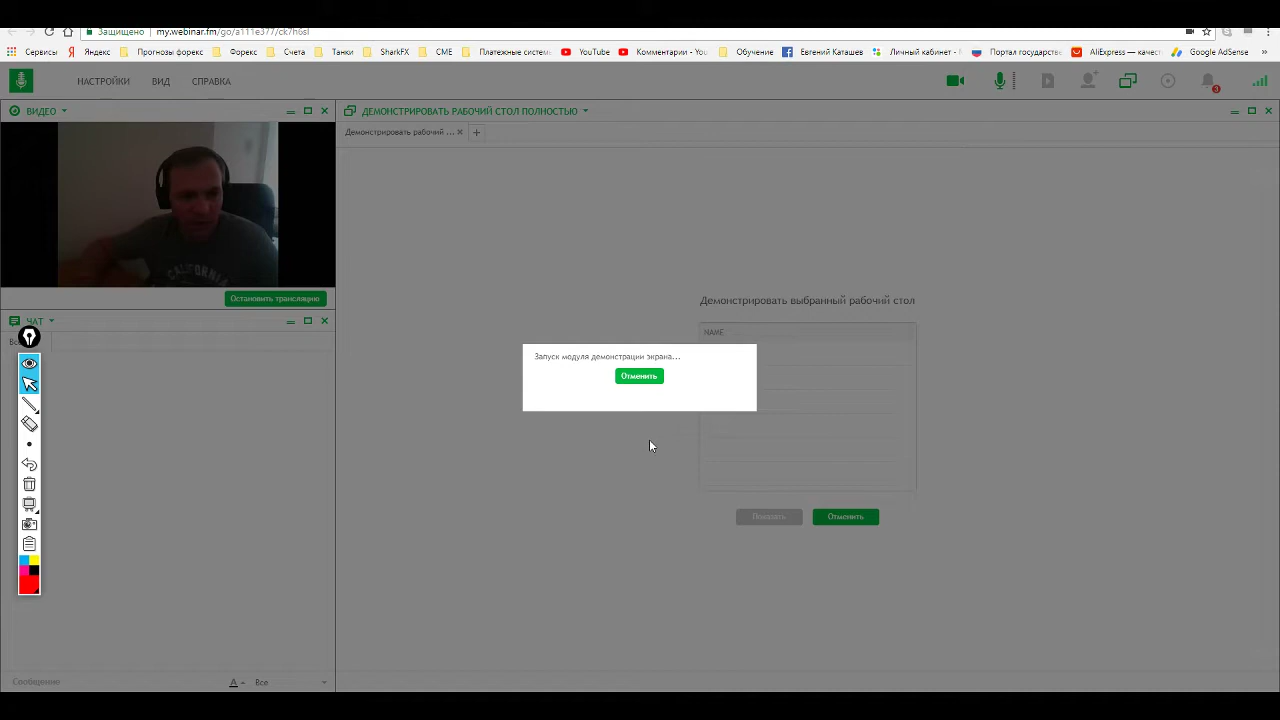 Защищено my.webinar.fm/go/a111e377/ck7h6sl
Сервисы Яндекс Прогнозы форекс Форекс Счета Танки SharkFX CME Платежные систем YouTube Комментарии - You Обучение Евгений Каташев Личный кабинет - Портал государств AliExpress — качест Google AdSense »
НАСТРОЙКИ ВИД СПРАВКА
3
ВИДЕО
ДЕМОНСТРИРОВАТЬ РАБОЧИЙ СТОЛ ПОЛНОСТЬЮ
Демонстрировать рабочий ...
CALIFORNIA
Остановить трансляцию
ЧАТ
Демонстрировать выбранный рабочий стол
NAME
Запуск модуля демонстрации экрана...
Отменить
Показать Отменить
Сообщение A Все